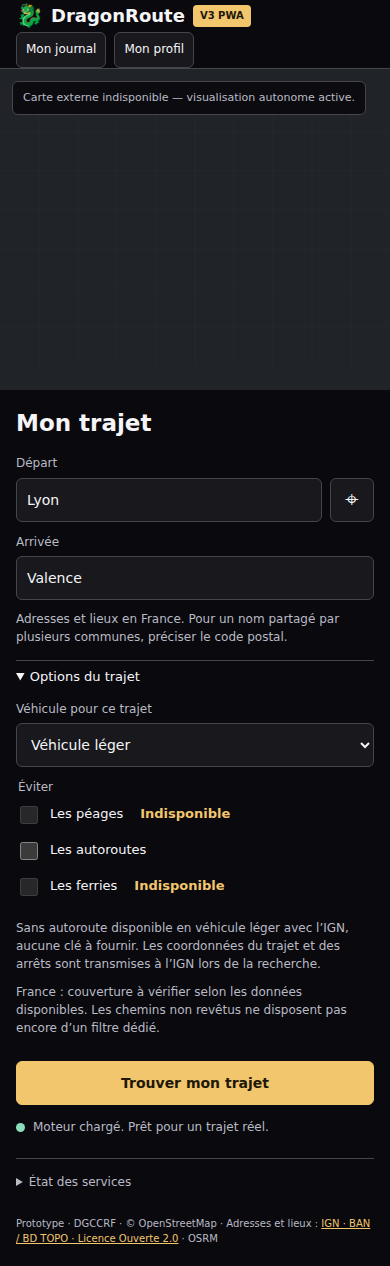 DragonRoute V3 PWA
Mon journal Mon profil
Carte externe indisponible — visualisation autonome active.
Mon trajet
Départ
Lyon
Arrivée
Valence
Adresses et lieux en France. Pour un nom partagé par
plusieurs communes, préciser le code postal.
Options du trajet
Véhicule pour ce trajet
Véhicule léger
Éviter
Les péages Indisponible
Les autoroutes
Les ferries Indisponible
Sans autoroute disponible en véhicule léger avec l’IGN,
aucune clé à fournir. Les coordonnées du trajet et des
arrêts sont transmises à l’IGN lors de la recherche.
France : couverture à vérifier selon les données
disponibles. Les chemins non revêtus ne disposent pas
encore d’un filtre dédié.
Trouver mon trajet
Moteur chargé. Prêt pour un trajet réel.
État des services
Prototype · DGCCRF · © OpenStreetMap · Adresses et lieux : IGN · BAN
/ BD TOPO · Licence Ouverte 2.0 · OSRM